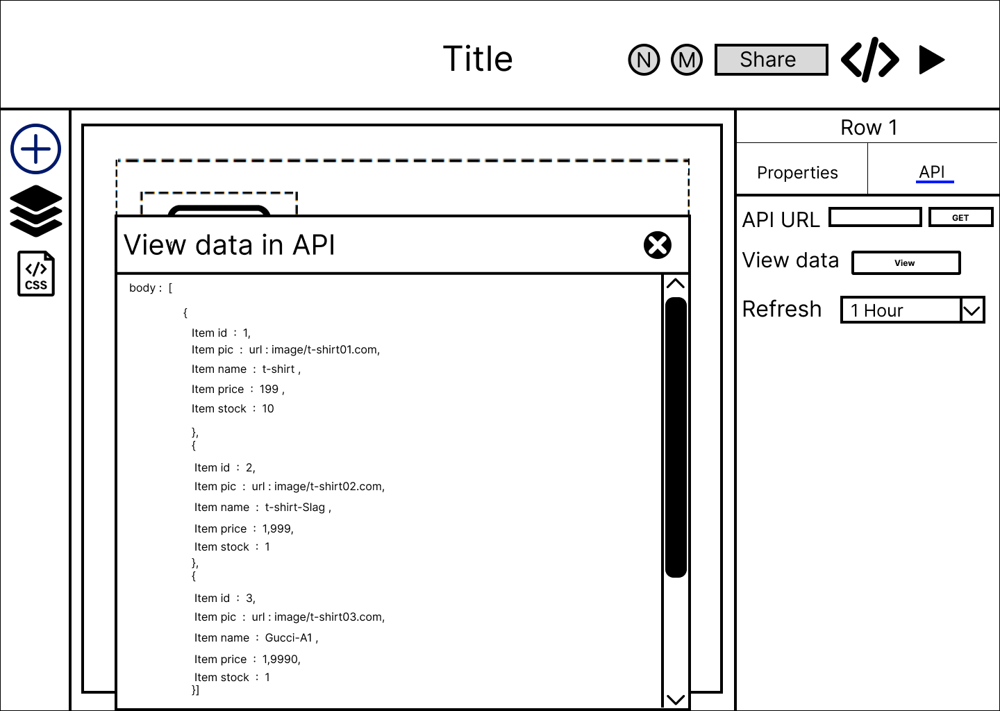 Title
N M Share
Row 1
Properties API
API URL GET
View data View
Refresh 1 Hour
CSS
View data in API
body : [
{
Item id : 1,
Item pic : url : image/t-shirt01.com,
Item name : t-shirt ,
Item price : 199 ,
Item stock : 10
},
{
Item id : 2,
Item pic : url : image/t-shirt02.com,
Item name : t-shirt-Slag ,
Item price : 1,999,
Item stock : 1
},
{
Item id : 3,
Item pic : url : image/t-shirt03.com,
Item name : Gucci-A1 ,
Item price : 1,9990,
Item stock : 1
}]